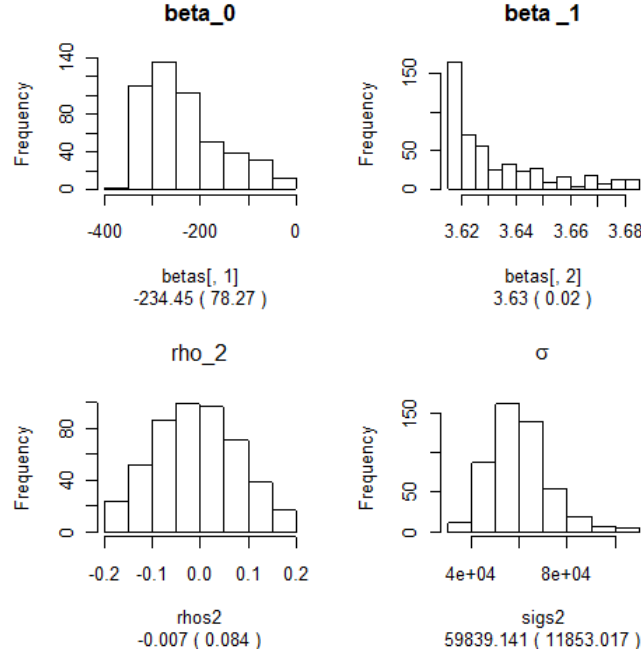 beta_0
Frequency
0
40
80
140
-400
-200
0
betas[, 1]
-234.45 ( 78.27 )
beta _1
Frequency
0
50
150
3.62
3.64
3.66
3.68
betas[, 2]
3.63 ( 0.02 )
rho_2
Frequency
0
40
80
-0.2
-0.1
0.0
0.1
0.2
rhos2
-0.007 ( 0.084 )
σ
Frequency
0
50
150
4e+04
8e+04
sigs2
59839.141 ( 11853.017 )